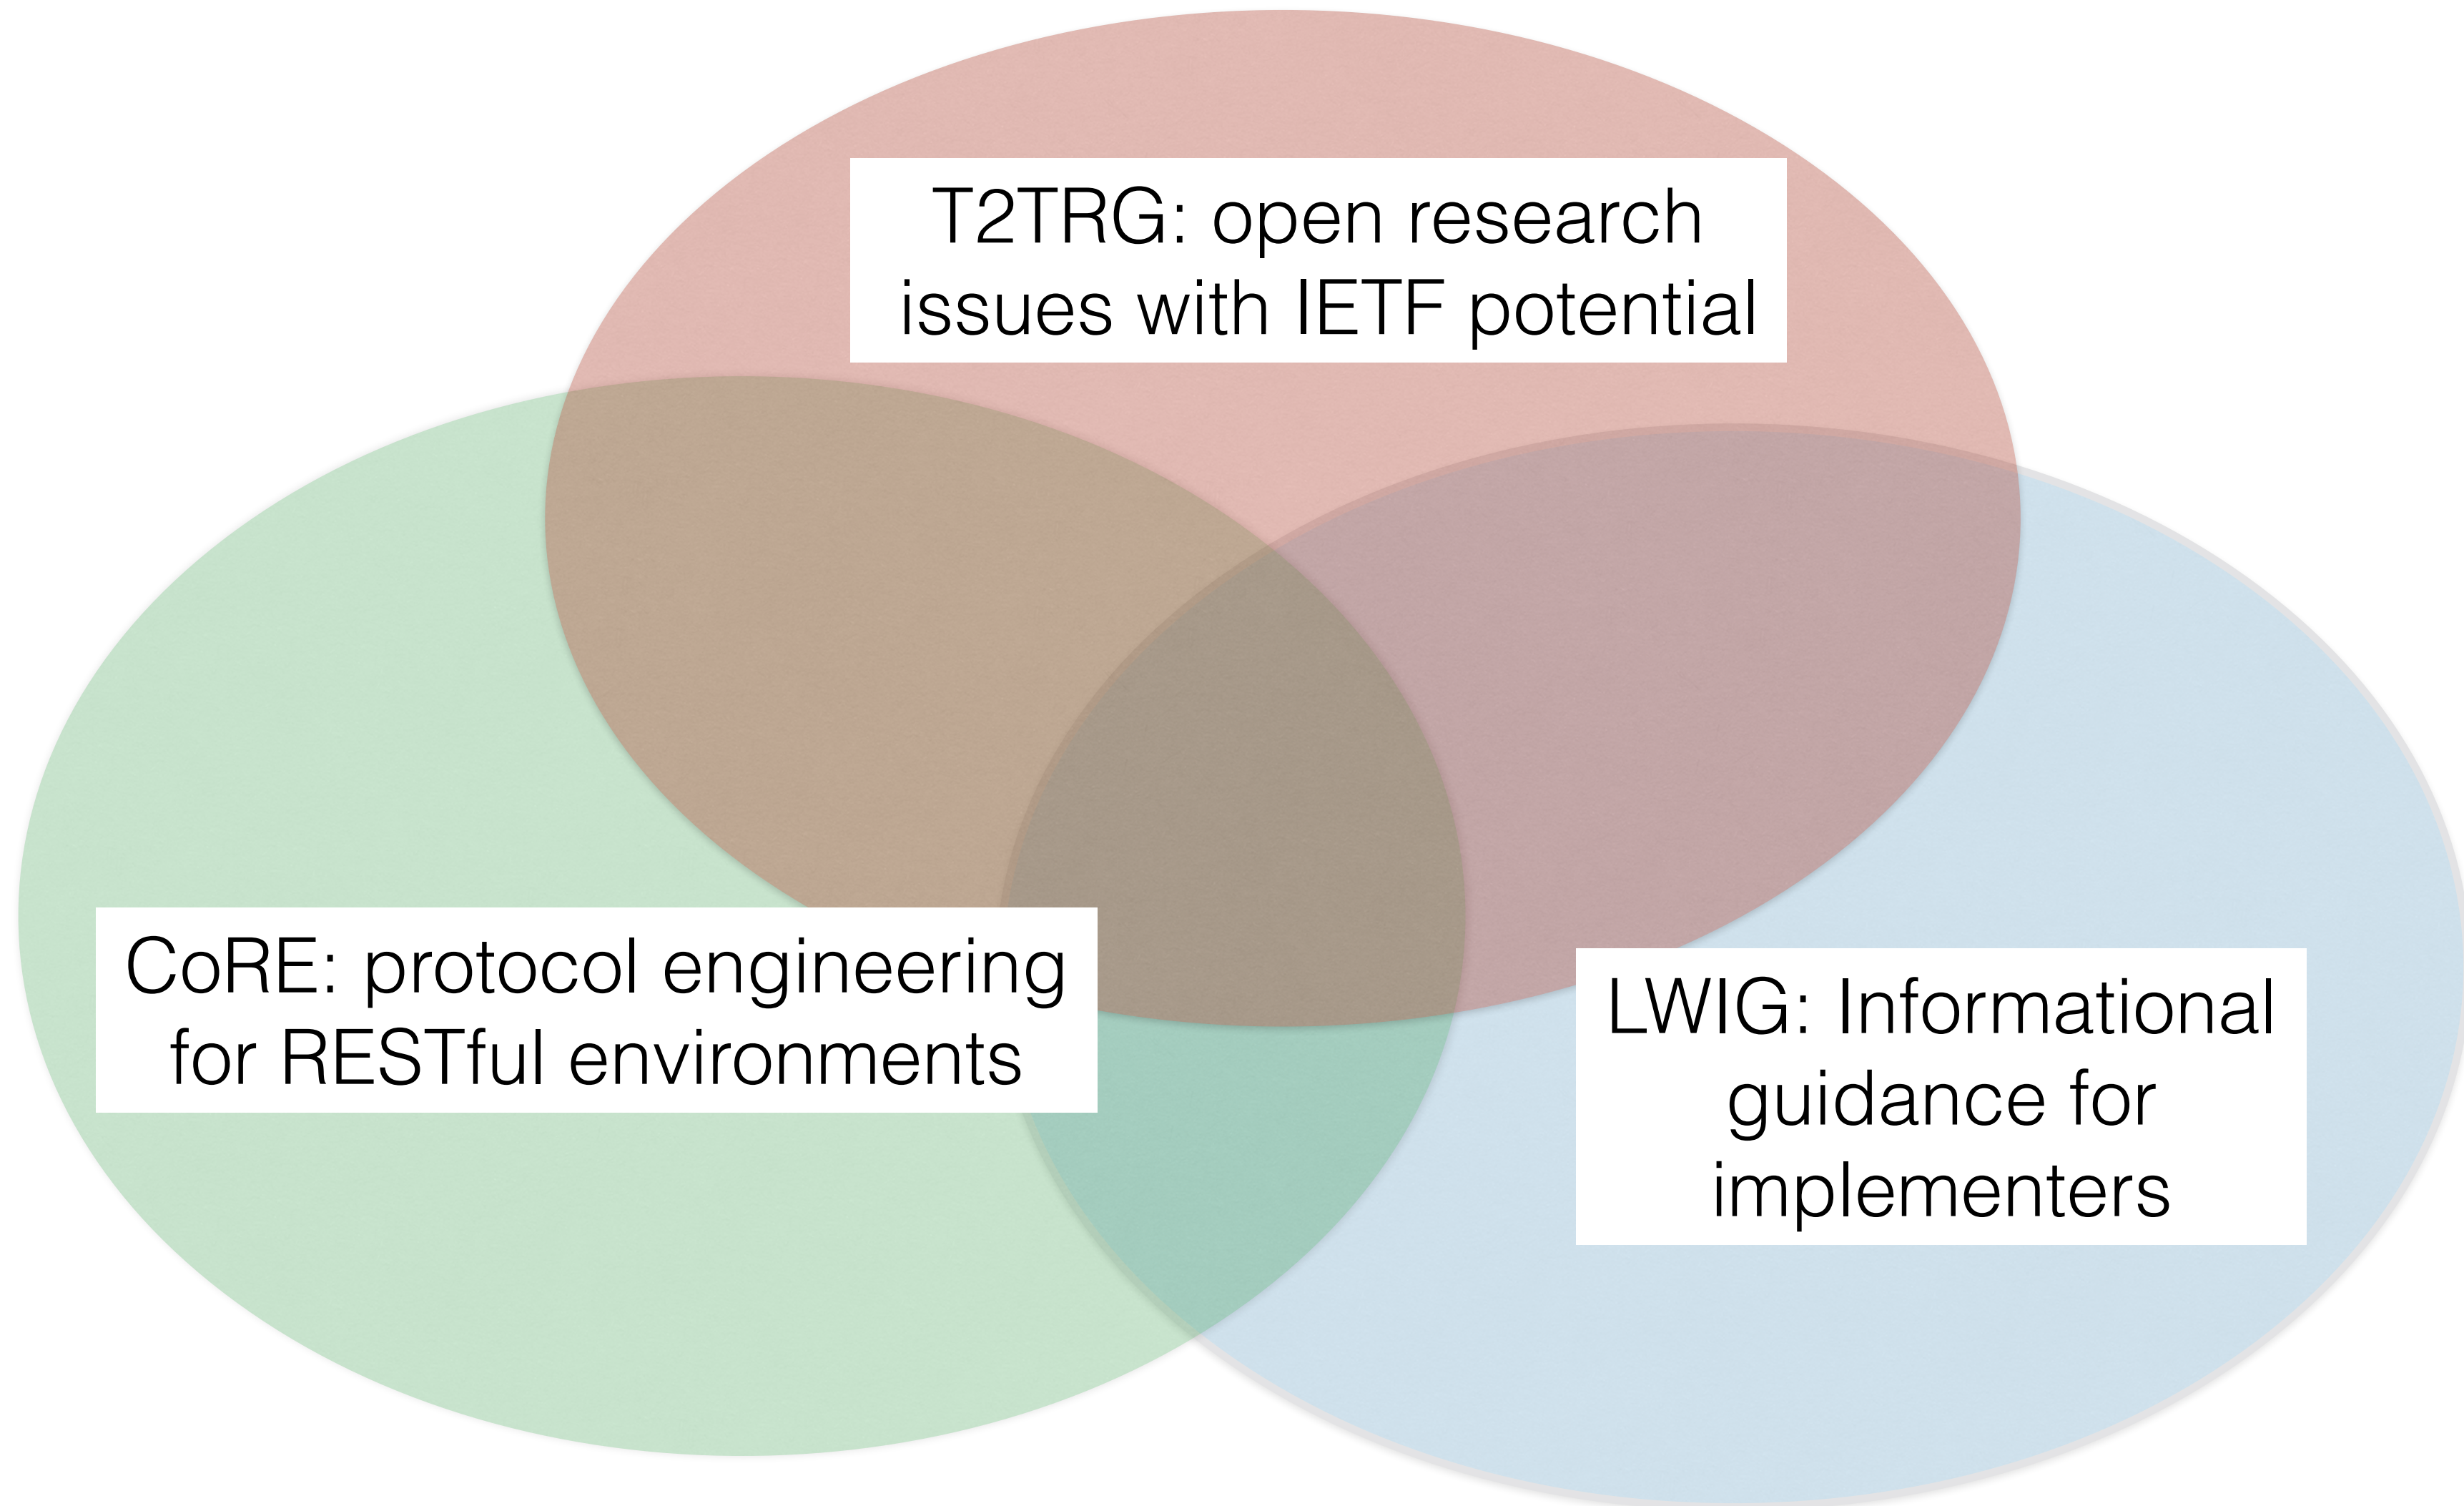 T2TRG: open research
issues with IETF potential
CoRE: protocol engineering
for RESTful environments
LWIG: Informational
guidance for
implementers